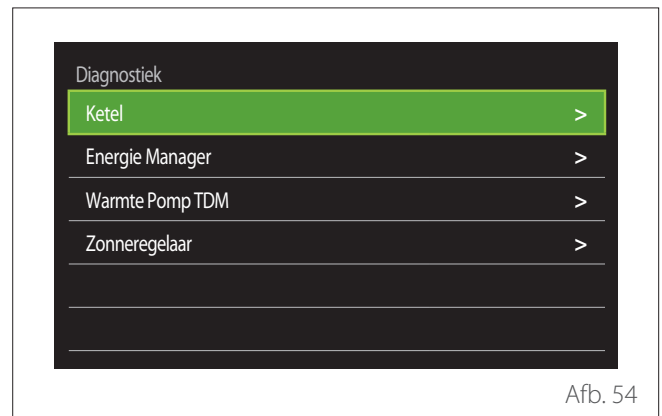 Diagnostiek
Ketel >
Energie Manager >
Warmte Pomp TDM >
Zonneregelaar >
Afb. 54